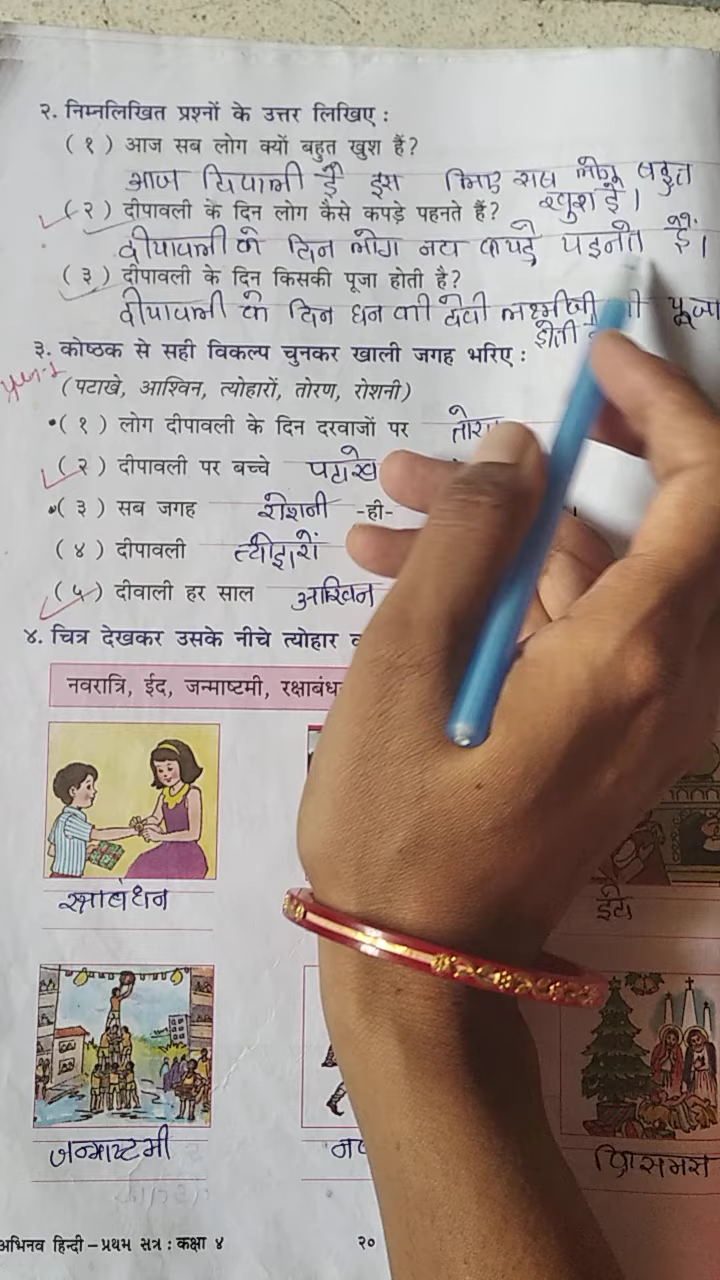 २. निम्नलिखित प्रश्नों के उत्तर लिखिए :
( १ ) आज सब लोग क्यों बहुत खुश हैं?
आज दिपाली है इस लिए सब लोग बहुत
खुश है।
( २ ) दीपावली के दिन लोग कैसे कपड़े पहनते हैं?
दीपावली के दिन लोग नय कपड़े पहनते है।
( ३ ) दीपावली के दिन किसकी पूजा होती है?
दीपावली के दिन धन की देवी लक्ष्मीजी की पूजा
होती
३. कोष्ठक से सही विकल्प चुनकर खाली जगह भरिए :
(पटाखे, आश्विन, त्योहारों, तोरण, रोशनी)
( १ ) लोग दीपावली के दिन दरवाजों पर
( २ ) दीपावली पर बच्चे पटाखे
( ३ ) सब जगह रोशनी -ही-
( ४ ) दीपावली त्योहारों
( ५ ) दीवाली हर साल आश्विन
४. चित्र देखकर उसके नीचे त्योहार
नवरात्रि, ईद, जन्माष्टमी,
रक्षाबंधन
ईद
जन्माष्टमी
क्रिसमस
अभिनव हिन्दी – प्रथम सत्र : कक्षा ४
२०